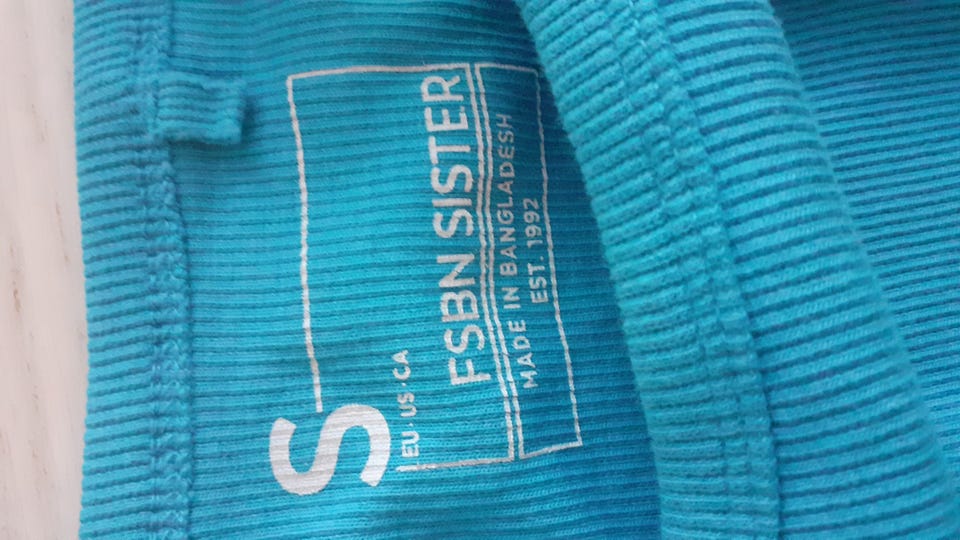 S
EU·US·CA
FSBN SISTER
MADE IN BANGLADESH
EST. 1992